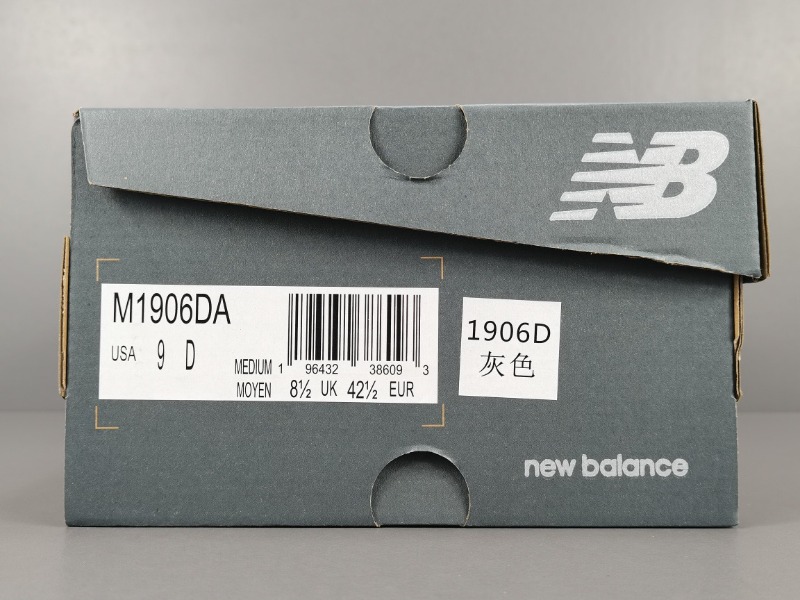 NB
M1906DA
USA 9 D
MEDIUM
MOYEN
1 96432 38609 3
8½ UK 42½ EUR
1906D
灰色
new balance